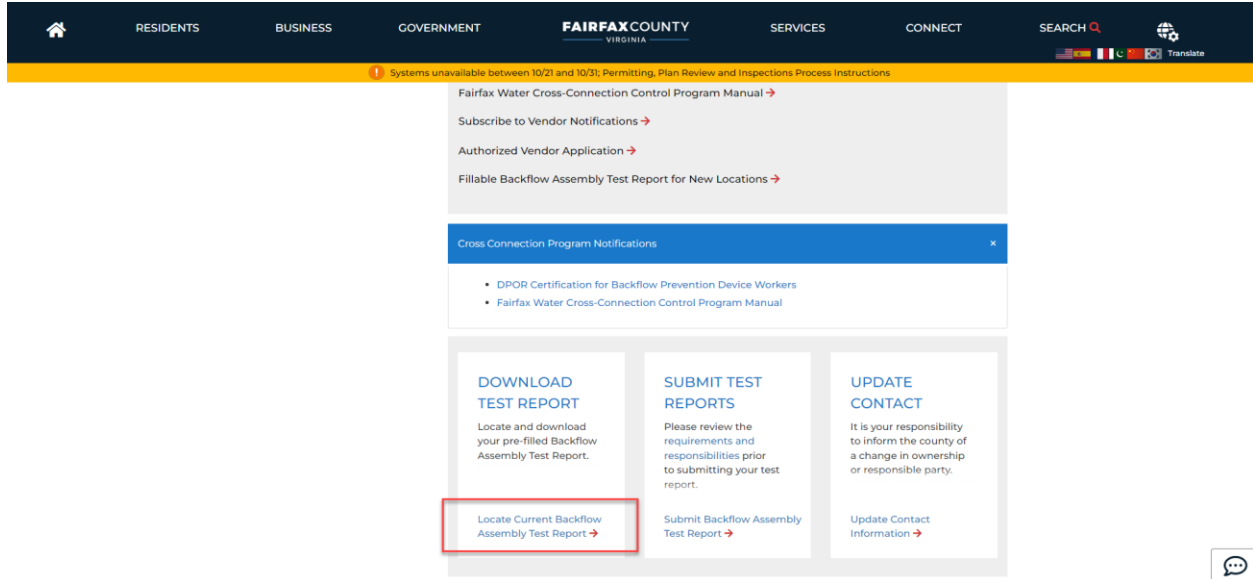 RESIDENTS
BUSINESS
GOVERNMENT
FAIRFAXCOUNTY
VIRGINIA
SERVICES
CONNECT
SEARCH
Translate
Systems unavailable between 10/21 and 10/31; Permitting, Plan Review and Inspections Process Instructions
Fairfax Water Cross-Connection Control Program Manual →
Subscribe to Vendor Notifications →
Authorized Vendor Application →
Fillable Backflow Assembly Test Report for New Locations →
Cross Connection Program Notifications ×
• DPOR Certification for Backflow Prevention Device Workers
• Fairfax Water Cross-Connection Control Program Manual
DOWNLOAD
TEST REPORT
Locate and download
your pre-filled Backflow
Assembly Test Report.
Locate Current Backflow
Assembly Test Report →
SUBMIT TEST
REPORTS
Please review the
requirements and
responsibilities prior
to submitting your test
report.
Submit Backflow Assembly
Test Report →
UPDATE
CONTACT
It is your responsibility
to inform the county of
a change in ownership
or responsible party.
Update Contact
Information →